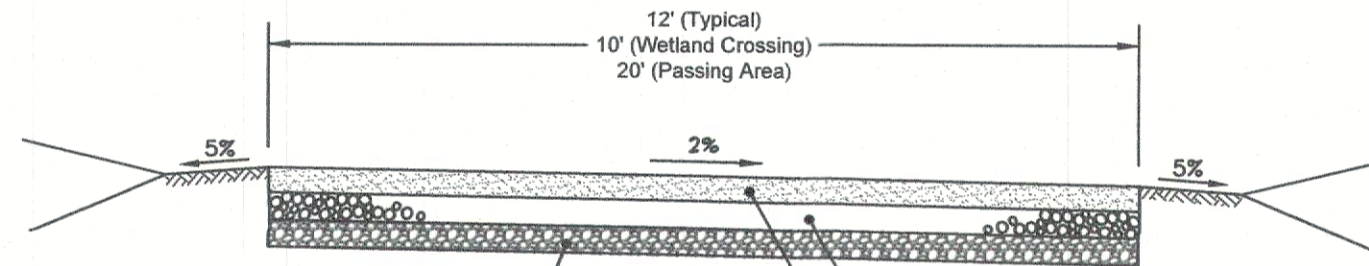 12' (Typical)
10' (Wetland Crossing)
20' (Passing Area)
5%
2%
5%